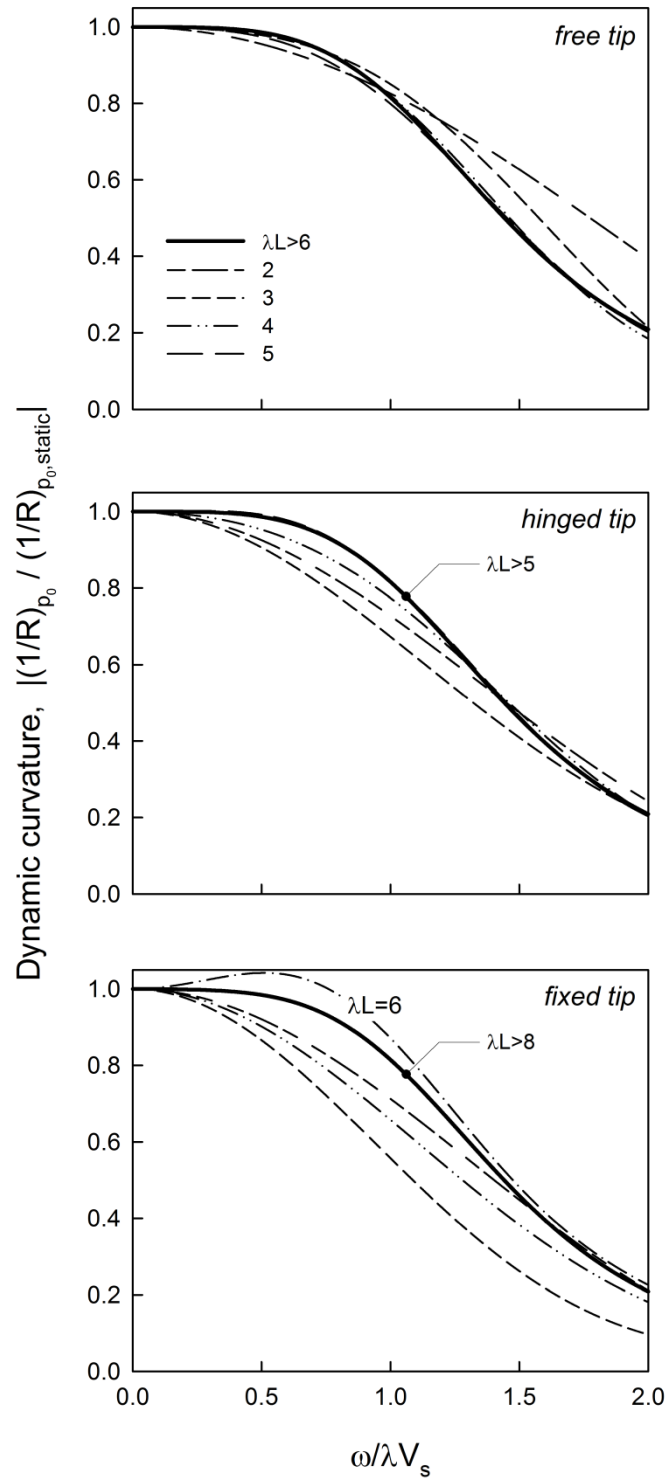 Dynamic curvature, |(1/R)p₀ / (1/R)p₀,static|
1.0
0.8
0.6
0.4
0.2
0.0
free tip
λL>6
2
3
4
5
1.0
0.8
0.6
0.4
0.2
0.0
hinged tip
λL>5
1.0
0.8
0.6
0.4
0.2
0.0
fixed tip
λL=6
λL>8
0.0 0.5 1.0 1.5 2.0
ω/λVₛ